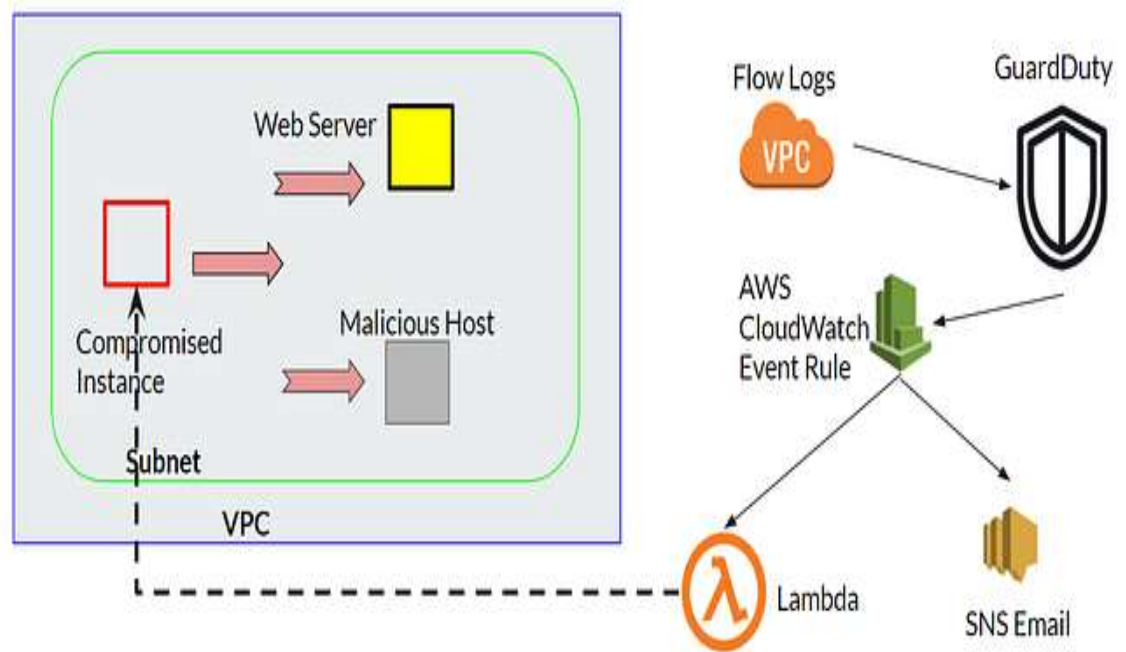 Web Server
Compromised
Instance
Malicious Host
Subnet
VPC
Flow Logs
VPC
GuardDuty
AWS
CloudWatch
Event Rule
λ
Lambda
SNS Email